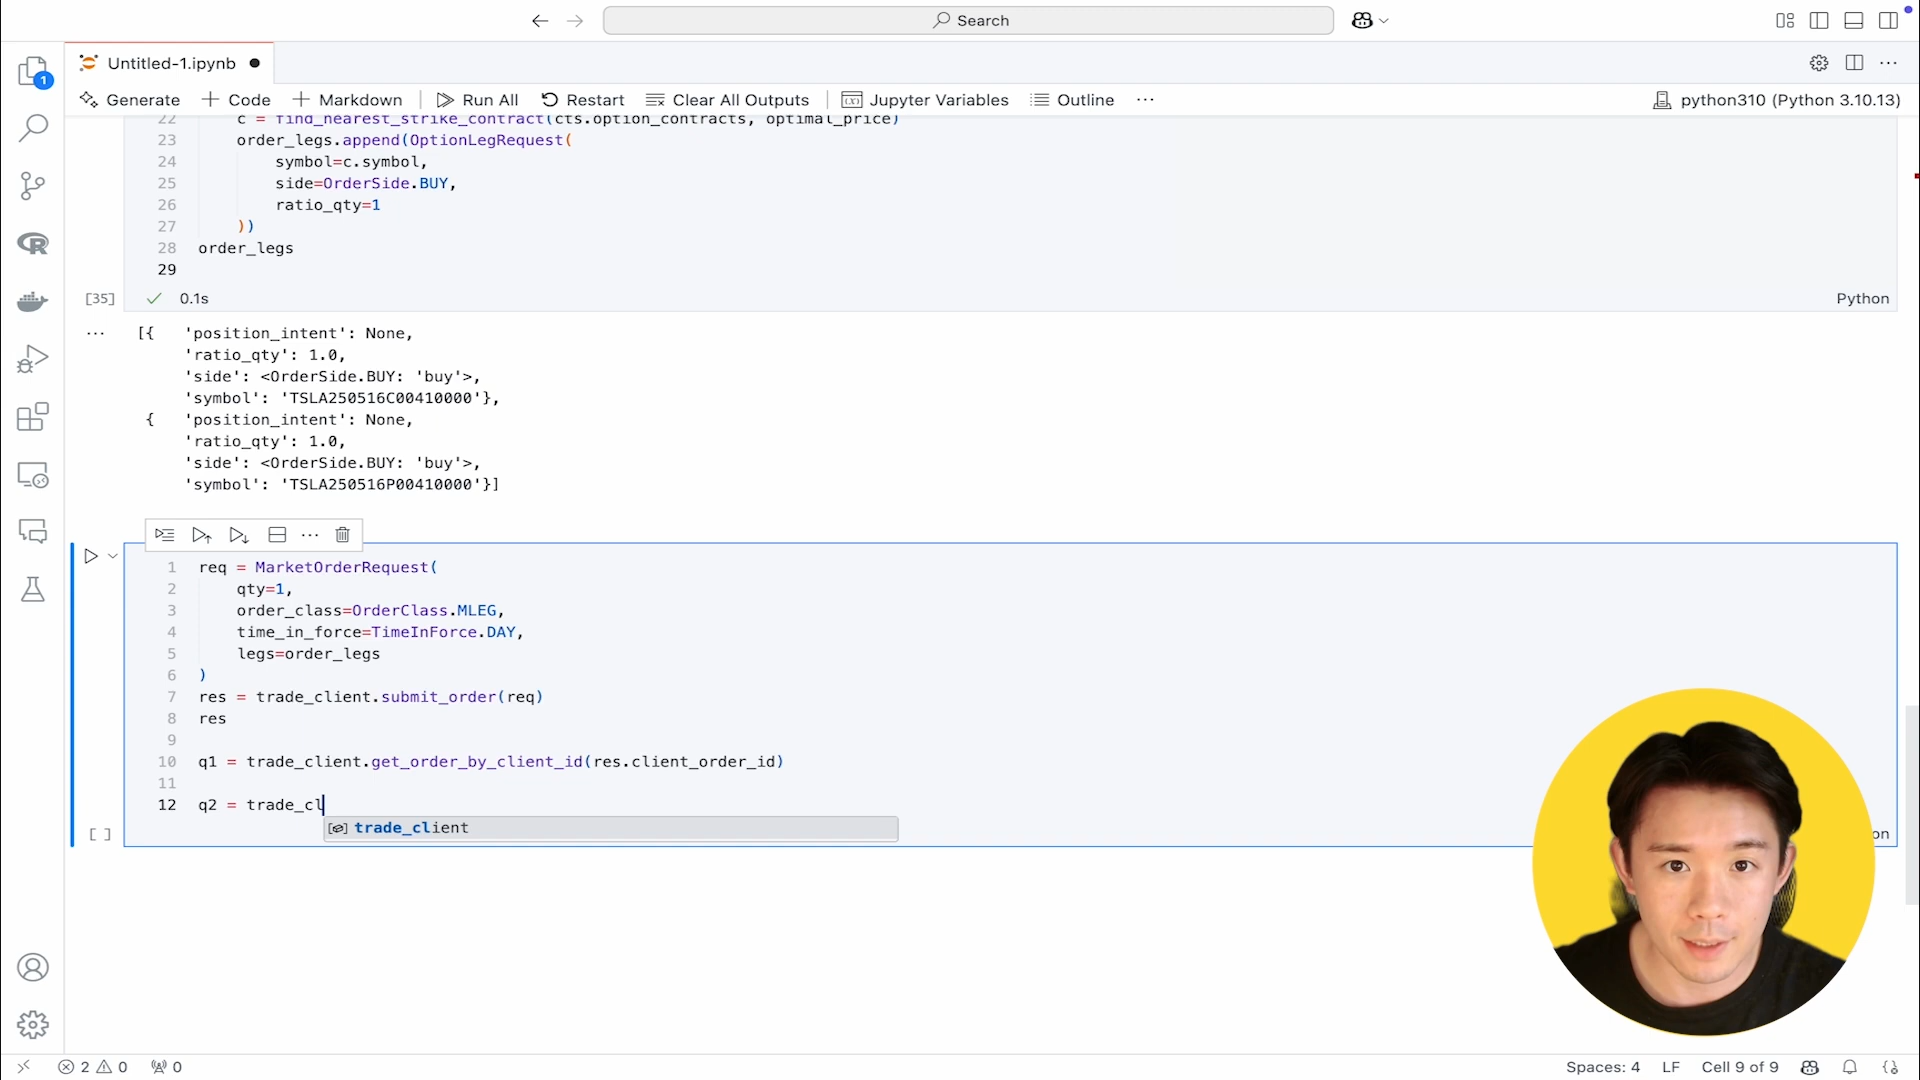 Search
1
Untitled-1.ipynb
Generate + Code + Markdown Run All Restart Clear All Outputs Jupyter Variables Outline ··· python310 (Python 3.10.13)
22 c = find_nearest_strike_contract(cts.option_contracts, optimal_price)
23 order_legs.append(OptionLegRequest(
24 symbol=c.symbol,
25 side=OrderSide.BUY,
26 ratio_qty=1
27 ))
28 order_legs
29
[35] 0.1s Python
··· [{ 'position_intent': None,
'ratio_qty': 1.0,
'side': <OrderSide.BUY: 'buy'>,
'symbol': 'TSLA250516C00410000'},
{ 'position_intent': None,
'ratio_qty': 1.0,
'side': <OrderSide.BUY: 'buy'>,
'symbol': 'TSLA250516P00410000'}]
1 req = MarketOrderRequest(
2 qty=1,
3 order_class=OrderClass.MLEG,
4 time_in_force=TimeInForce.DAY,
5 legs=order_legs
6 )
7 res = trade_client.submit_order(req)
8 res
9
10 q1 = trade_client.get_order_by_client_id(res.client_order_id)
11
12 q2 = trade_cl
trade_client
[ ] on
2 0 0 Spaces: 4 LF Cell 9 of 9